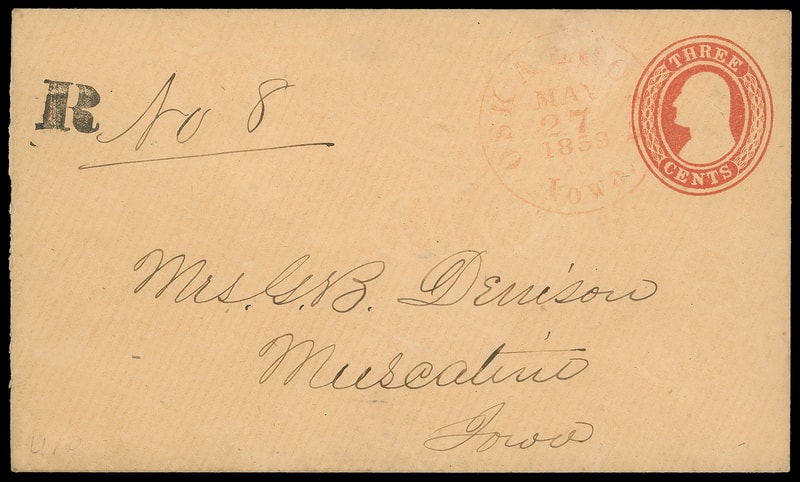 R No 8
OSKALOOSA
MAY
27
1853
IOWA
THREE
CENTS
Mrs. G. B. Denison
Muscatine
Iowa